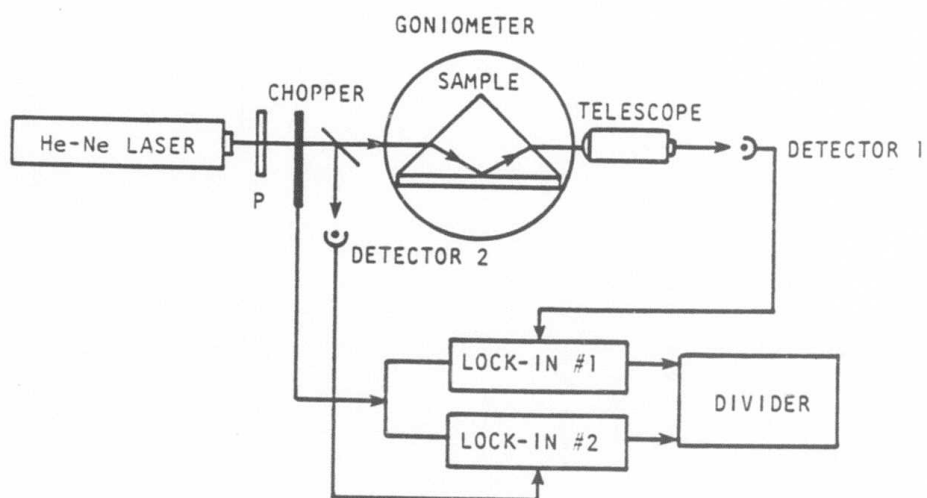 GONIOMETER
SAMPLE
CHOPPER
TELESCOPE
He-Ne LASER
DETECTOR 1
P
DETECTOR 2
LOCK-IN #1
DIVIDER
LOCK-IN #2